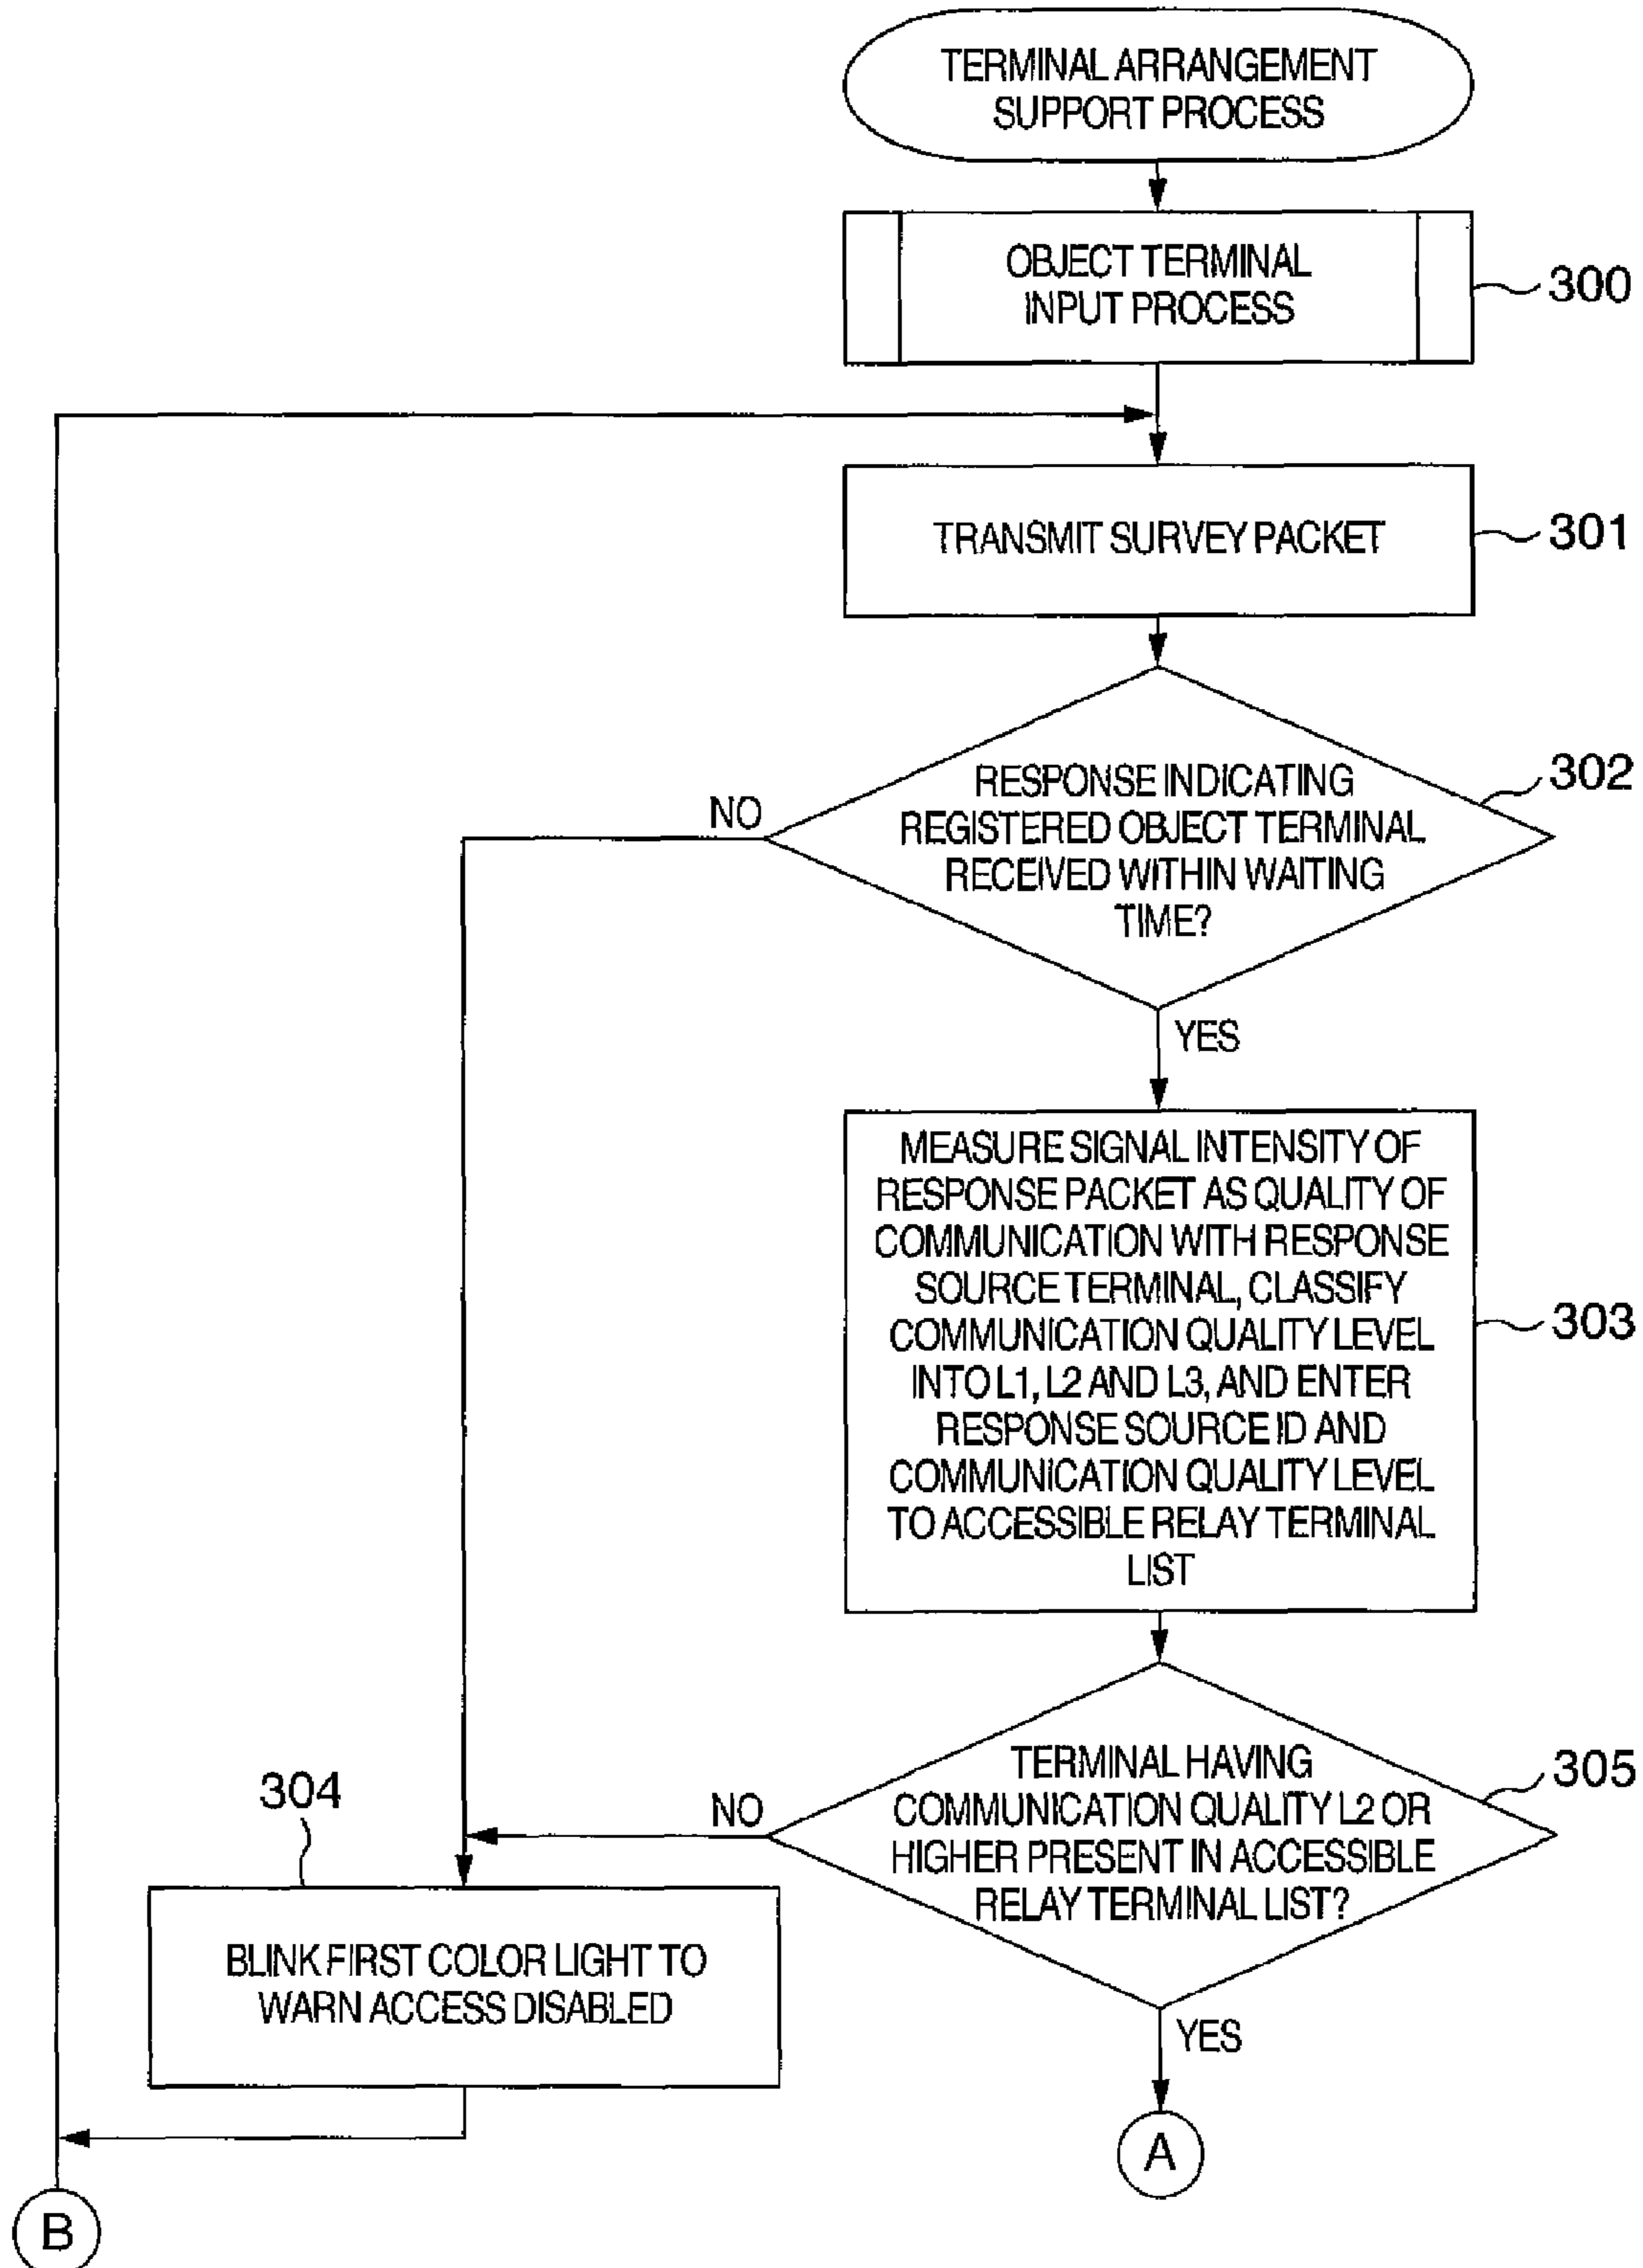 TERMINAL ARRANGEMENT
SUPPORT PROCESS
OBJECT TERMINAL
INPUT PROCESS
300
TRANSMIT SURVEY PACKET
301
RESPONSE INDICATING
REGISTERED OBJECT TERMINAL
RECEIVED WITHIN WAITING
TIME?
302
NO
YES
MEASURE SIGNAL INTENSITY OF
RESPONSE PACKET AS QUALITY OF
COMMUNICATION WITH RESPONSE
SOURCE TERMINAL, CLASSIFY
COMMUNICATION QUALITY LEVEL
INTO L1, L2 AND L3, AND ENTER
RESPONSE SOURCE ID AND
COMMUNICATION QUALITY LEVEL
TO ACCESSIBLE RELAY TERMINAL
LIST
303
TERMINAL HAVING
COMMUNICATION QUALITY L2 OR
HIGHER PRESENT IN ACCESSIBLE
RELAY TERMINAL LIST?
305
NO
304
BLINK FIRST COLOR LIGHT TO
WARN ACCESS DISABLED
YES
A
B